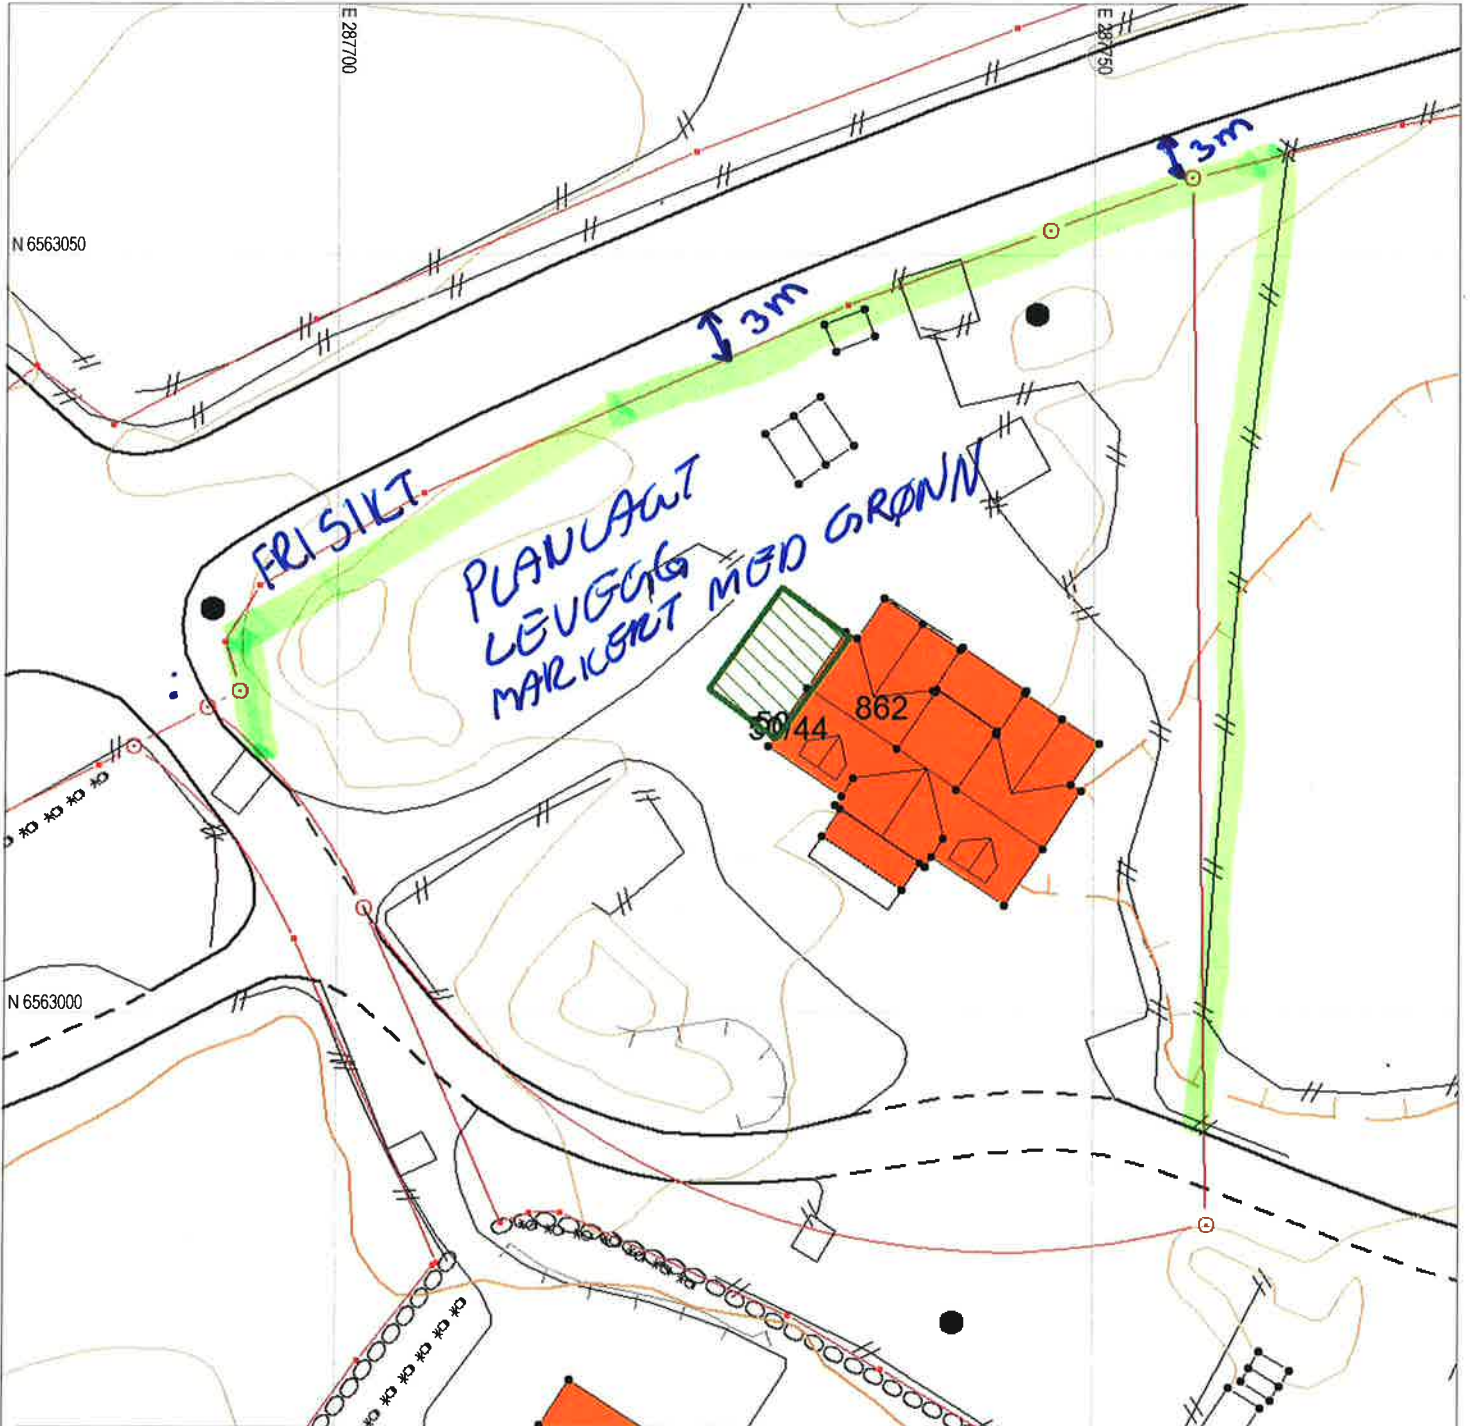 E 287700
E 287750
3m
N 6563050
3m
FRISIKT
PLANLAGT
LEVEGG
MARKERT MED GRØNN
862
50/44
N 6563000